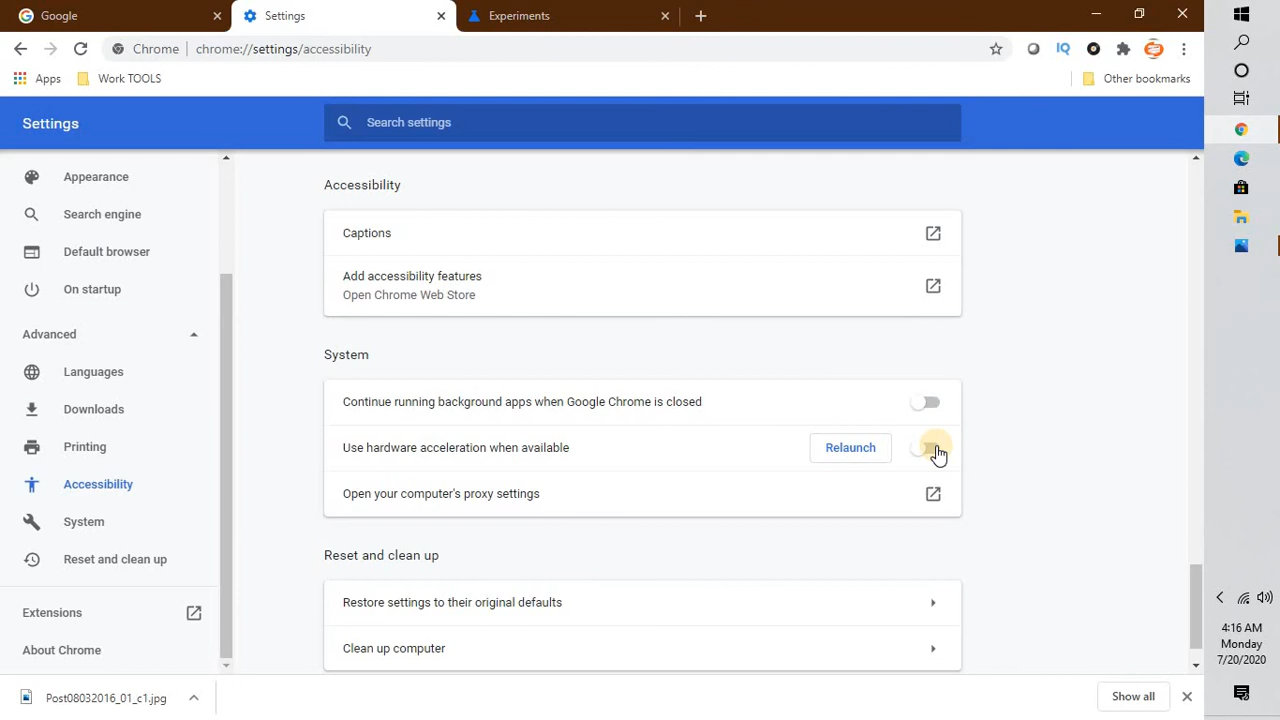 Google
Settings
Experiments
Chrome
chrome://settings/accessibility
IQ
Apps
Work TOOLS
Other bookmarks
Settings
Search settings
Appearance
Search engine
Default browser
On startup
Advanced
Languages
Downloads
Printing
Accessibility
System
Reset and clean up
Extensions
About Chrome
Accessibility
Captions
Add accessibility features
Open Chrome Web Store
System
Continue running background apps when Google Chrome is closed
Use hardware acceleration when available
Relaunch
Open your computer's proxy settings
Reset and clean up
Restore settings to their original defaults
Clean up computer
4:16 AM
Monday
7/20/2020
Post08032016_01_c1.jpg
Show all